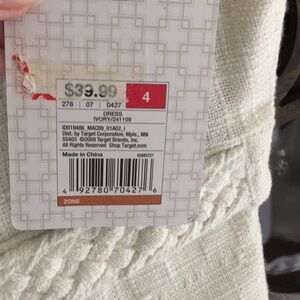 $39.99
4
278 | 07 | 0427
DRESS
IVORY/241109
ID019486_MAC09_01A02_I
Dist. by Target Corporation, Mpls., MN
55403 ©2009 Target Brands, Inc.
All Rights Reserved Shop Target.com
Made in China
4 92780 70427 6
ZONE